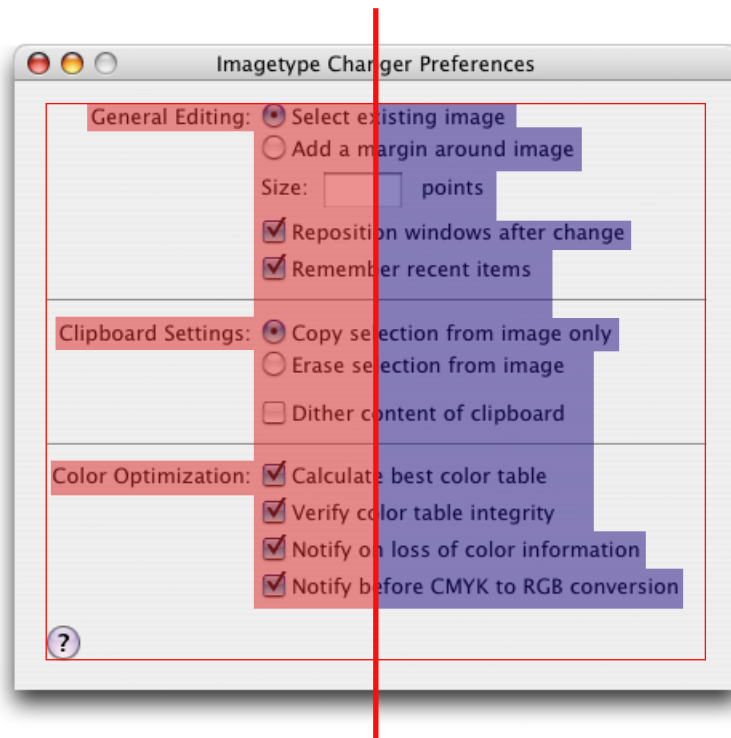 Imagetype Changer Preferences
General Editing: Select existing image
Add a margin around image
Size: points
Reposition windows after change
Remember recent items
Clipboard Settings: Copy selection from image only
Erase selection from image
Dither content of clipboard
Color Optimization: Calculate best color table
Verify color table integrity
Notify on loss of color information
Notify before CMYK to RGB conversion
?